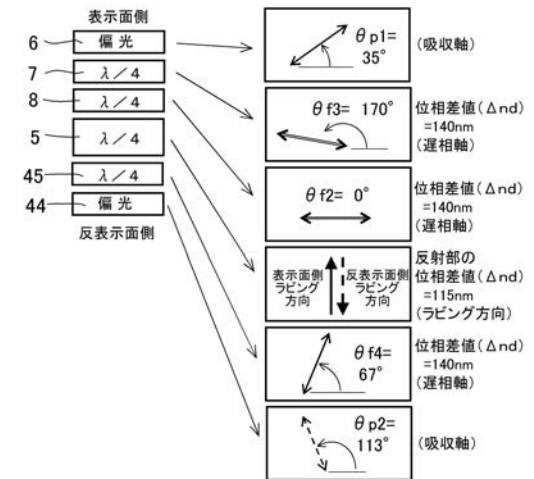 表示面側
6 偏光
7 λ/4
8 λ/4
5 λ/4
45 λ/4
44 偏光
反表示面側
θp1=
35°
(吸収軸)
θf3= 170°
位相差値(Δnd)
=140nm
(遅相軸)
θf2= 0°
位相差値(Δnd)
=140nm
(遅相軸)
表示面側
ラビング
方向
反表示面側
ラビング
方向
反射部の
位相差値(Δnd)
=115nm
(ラビング方向)
θf4=
67°
位相差値(Δnd)
=140nm
(遅相軸)
θp2=
113°
(吸収軸)